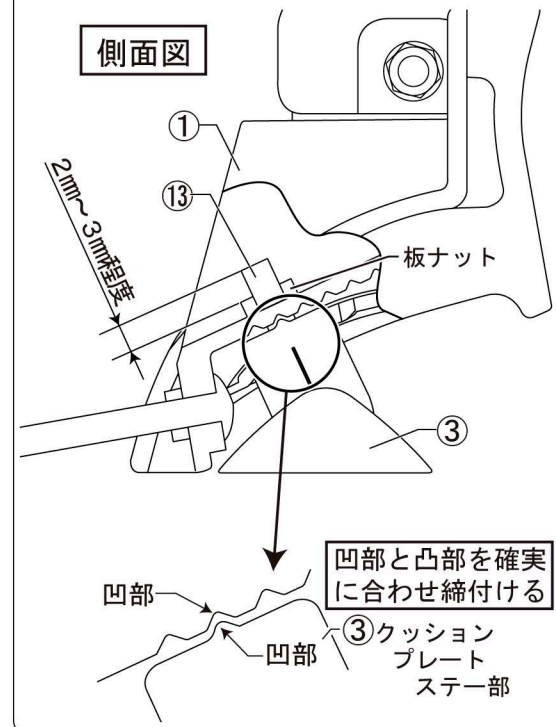 側面図
①
⑬
2㎜～3㎜程度
板ナット
③
凹部と凸部を確実
に合わせ締付ける
凹部
凹部
③クッション
プレート
ステー部